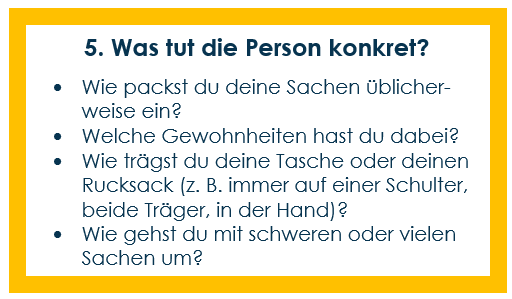 5. Was tut die Person konkret?
• Wie packst du deine Sachen üblicher-
weise ein?
• Welche Gewohnheiten hast du dabei?
• Wie trägst du deine Tasche oder deinen
Rucksack (z. B. immer auf einer Schulter,
beide Träger, in der Hand)?
• Wie gehst du mit schweren oder vielen
Sachen um?